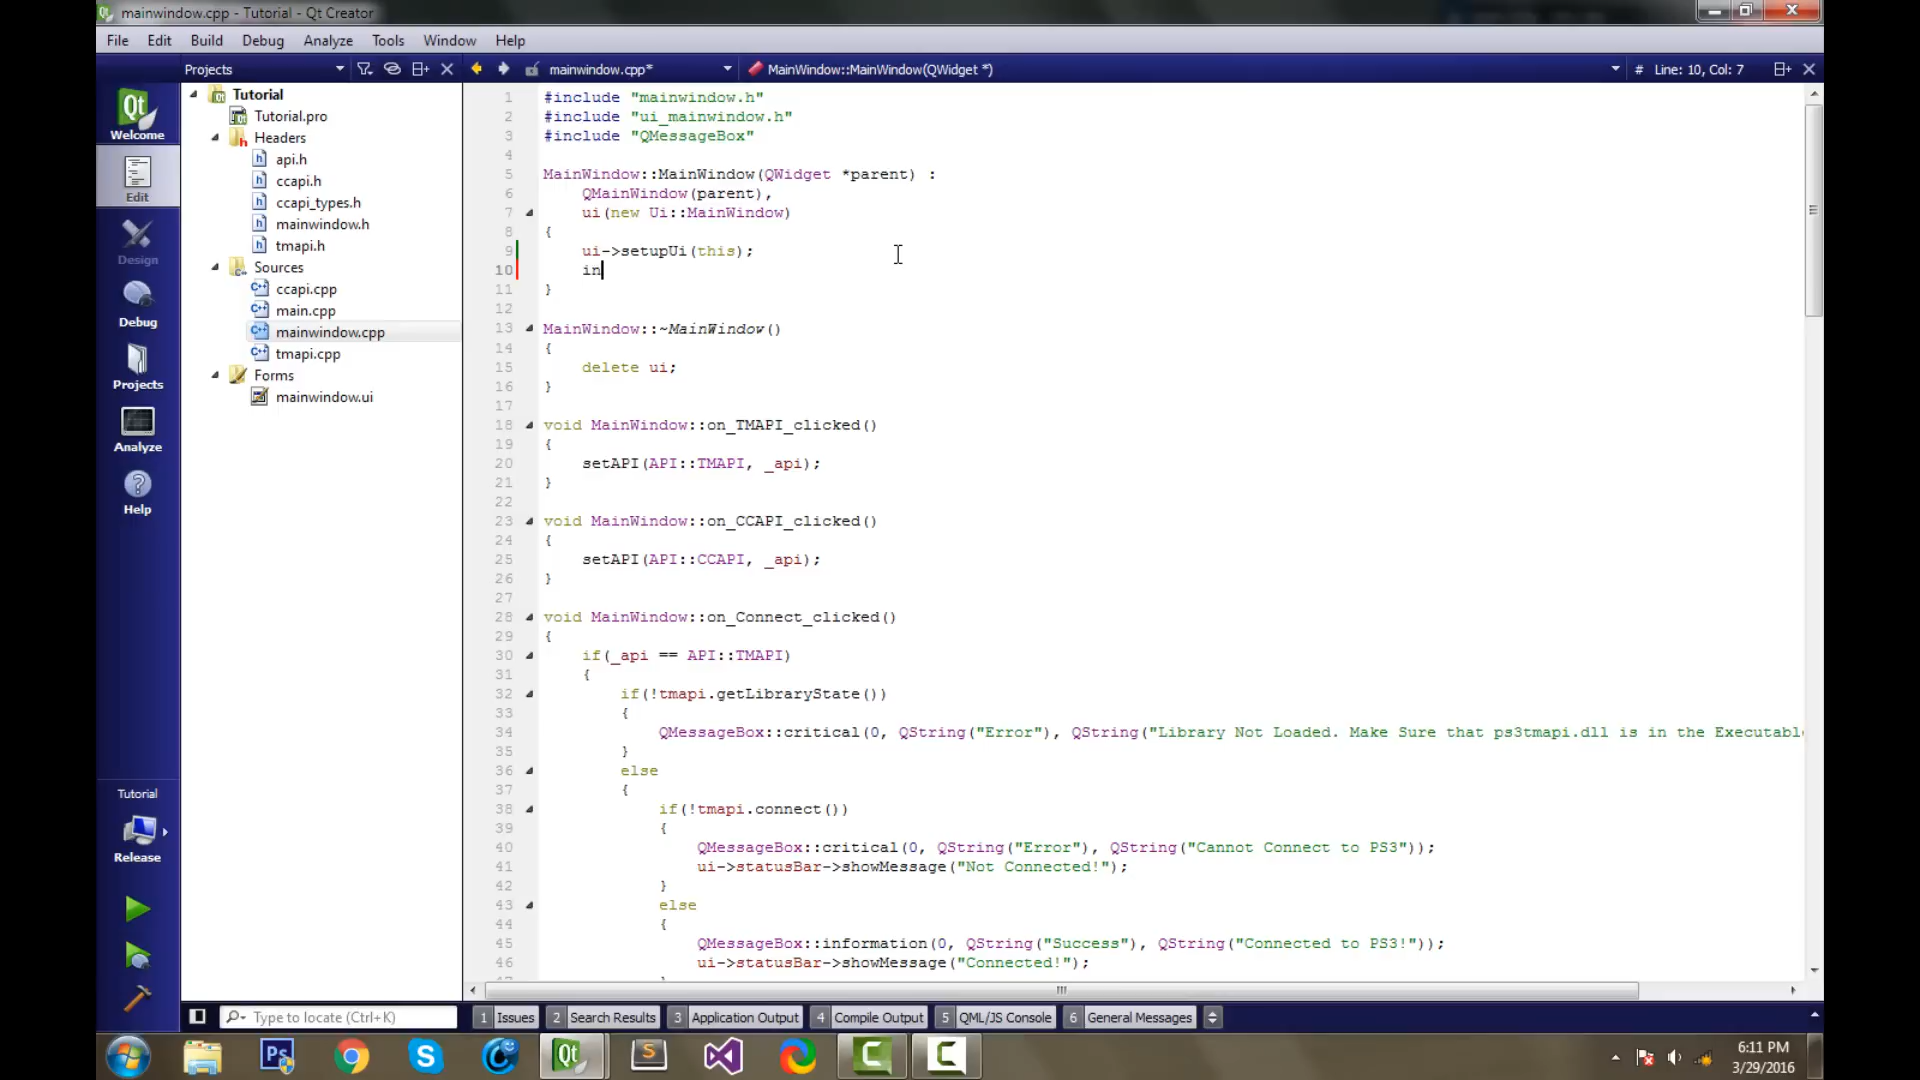 mainwindow.cpp - Tutorial - Qt Creator
File Edit Build Debug Analyze Tools Window Help
Projects mainwindow.cpp* MainWindow::MainWindow(QWidget *) # Line: 10, Col: 7
Welcome
Edit
Design
Debug
Projects
Analyze
Help
Tutorial
Release
Tutorial
Tutorial.pro
Headers
api.h
ccapi.h
ccapi_types.h
mainwindow.h
tmapi.h
Sources
ccapi.cpp
main.cpp
mainwindow.cpp
tmapi.cpp
Forms
mainwindow.ui
1 #include "mainwindow.h"
2 #include "ui_mainwindow.h"
3 #include "QMessageBox"
4
5 MainWindow::MainWindow(QWidget *parent) :
6 QMainWindow(parent),
7 ui(new Ui::MainWindow)
8 {
9 ui->setupUi(this);
10 in
11 }
12
13 MainWindow::~MainWindow()
14 {
15 delete ui;
16 }
17
18 void MainWindow::on_TMAPI_clicked()
19 {
20 setAPI(API::TMAPI, _api);
21 }
22
23 void MainWindow::on_CCAPI_clicked()
24 {
25 setAPI(API::CCAPI, _api);
26 }
27
28 void MainWindow::on_Connect_clicked()
29 {
30 if(_api == API::TMAPI)
31 {
32 if(!tmapi.getLibraryState())
33 {
34 QMessageBox::critical(0, QString("Error"), QString("Library Not Loaded. Make Sure that ps3tmapi.dll is in the Executabl
35 }
36 else
37 {
38 if(!tmapi.connect())
39 {
40 QMessageBox::critical(0, QString("Error"), QString("Cannot Connect to PS3"));
41 ui->statusBar->showMessage("Not Connected!");
42 }
43 else
44 {
45 QMessageBox::information(0, QString("Success"), QString("Connected to PS3!"));
46 ui->statusBar->showMessage("Connected!");
Type to locate (Ctrl+K) 1 Issues 2 Search Results 3 Application Output 4 Compile Output 5 QML/JS Console 6 General Messages
6:11 PM
3/29/2016